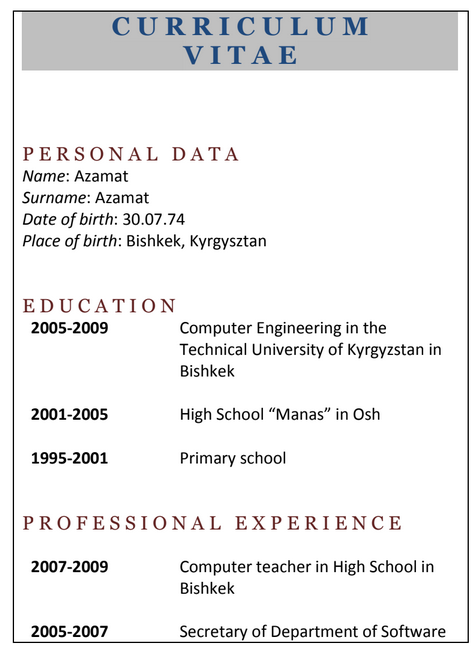 CURRICULUM
VITAE
PERSONAL DATA
Name: Azamat
Surname: Azamat
Date of birth: 30.07.74
Place of birth: Bishkek, Kyrgysztan
EDUCATION
2005-2009 Computer Engineering in the
Technical University of Kyrgyzstan in
Bishkek
2001-2005 High School “Manas” in Osh
1995-2001 Primary school
PROFESSIONAL EXPERIENCE
2007-2009 Computer teacher in High School in
Bishkek
2005-2007 Secretary of Department of Software